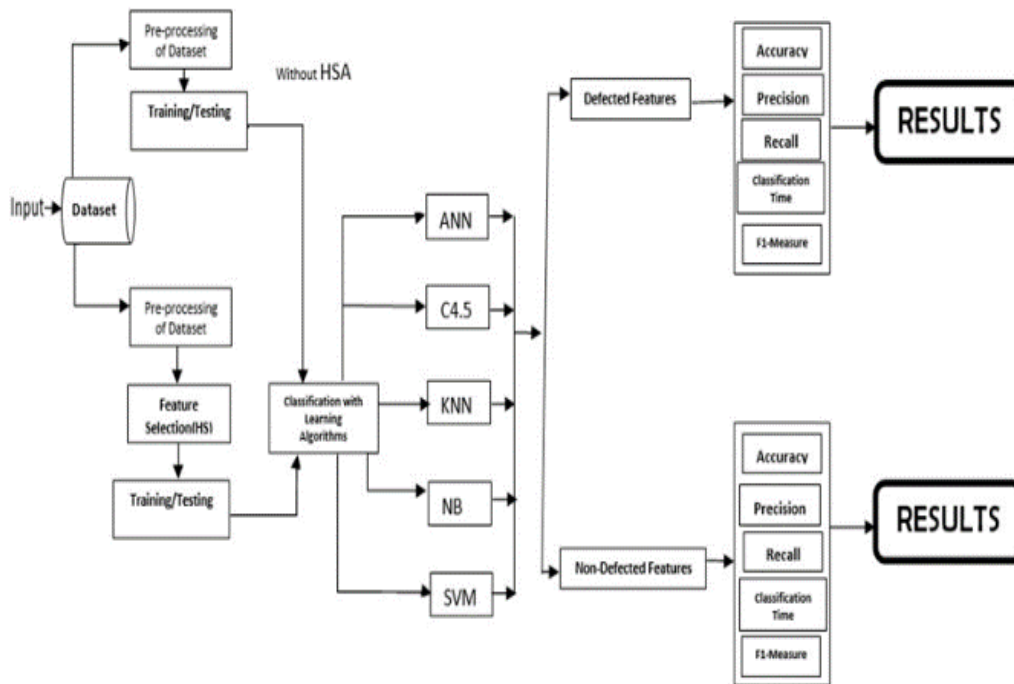 Pre-processing
of Dataset
Without HSA
Training/Testing
Input
Dataset
Pre-processing
of Dataset
Feature
Selection(HS)
Training/Testing
Classification with
Learning
Algorithms
ANN
C4.5
KNN
NB
SVM
Defected Features
Accuracy
Precision
Recall
Classification
Time
F1-Measure
RESULTS
Non-Defected Features
Accuracy
Precision
Recall
Classification
Time
F1-Measure
RESULTS